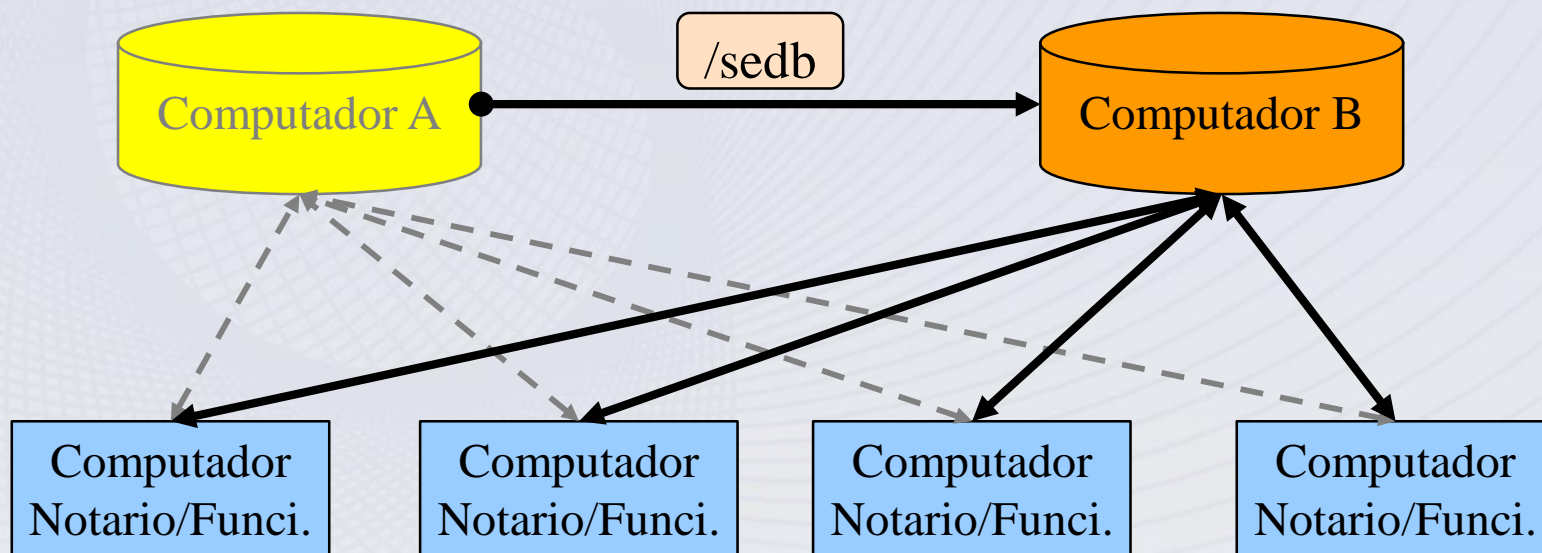 /sedb
Computador A
Computador B
Computador
Notario/Funci.
Computador
Notario/Funci.
Computador
Notario/Funci.
Computador
Notario/Funci.